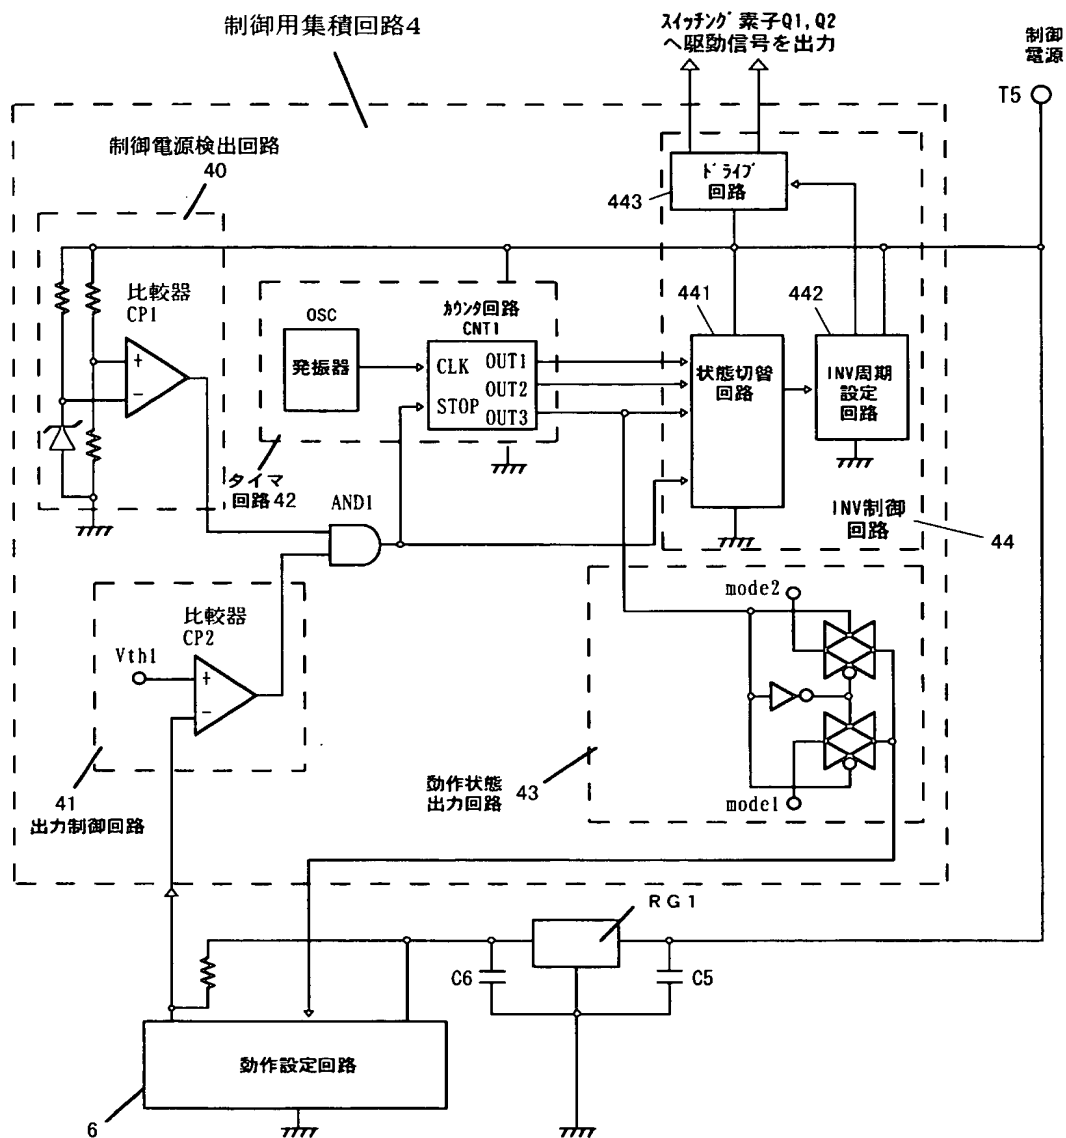 制御用集積回路4
スイッチング素子Q1,Q2
へ駆動信号を出力
制御
電源
T5
制御電源検出回路
40
ドライブ
回路
443
比較器
CP1
+
-
OSC
発振器
カウンタ回路
CNT1
CLK
STOP
OUT1
OUT2
OUT3
441
状態切替
回路
442
INV周期
設定
回路
タイマ
回路42
AND1
INV制御
回路
44
比較器
CP2
Vth1
+
-
mode2
mode1
41
出力制御回路
動作状態
出力回路
43
RG1
C6
C5
動作設定回路
6